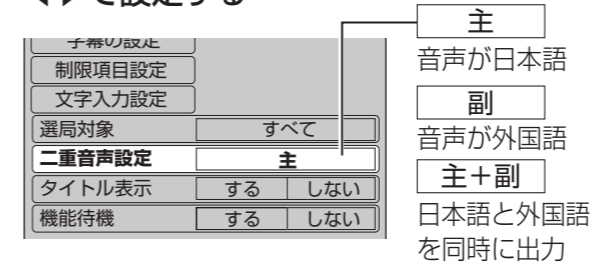 ◀▶で設定する
字幕の設定
制限項目設定
文字入力設定
選局対象 すべて
二重音声設定 主
タイトル表示 する しない
機能待機 する しない
主
音声が日本語
副
音声が外国語
主＋副
日本語と外国語
を同時に出力